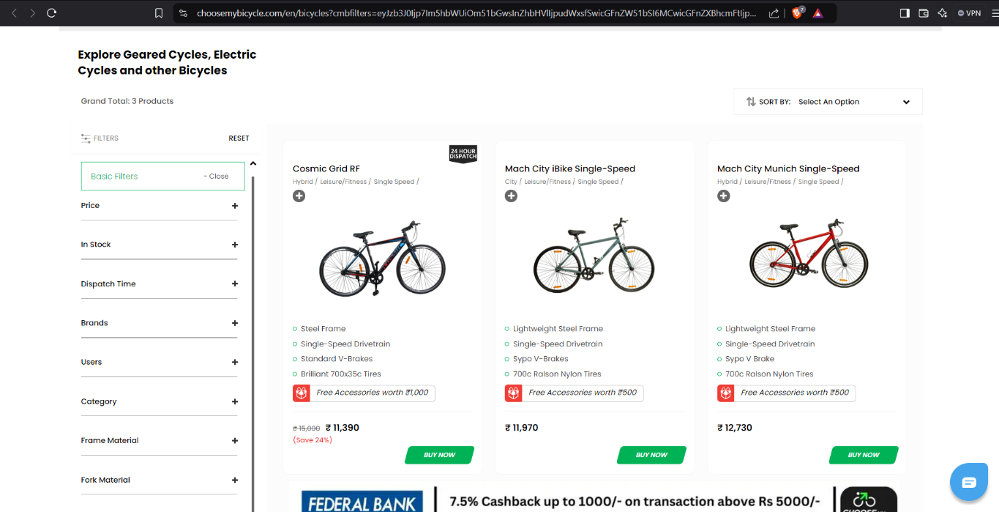 choosemybicycle.com/en/bicycles?cmbfilters=eyJzb3J0Ijp7Im5hbWUiOm51bGwsInZhbHVlIjpudWxsfSwicGFnZW51bSI6MCwicGFnZXBhcmFtIjp...
7
VPN
Explore Geared Cycles, Electric
Cycles and other Bicycles
Grand Total: 3 Products
SORT BY: Select An Option
FILTERS
RESET
Basic Filters
- Close
Price +
In Stock +
Dispatch Time +
Brands +
Users +
Category +
Frame Material +
Fork Material +
24 HOUR
DISPATCH
Cosmic Grid RF
Hybrid / Leisure/Fitness / Single Speed /
Steel Frame
Single-Speed Drivetrain
Standard V-Brakes
Brilliant 700x35c Tires
Free Accessories worth ₹1,000
₹ 15,000 ₹ 11,390
(Save 24%)
BUY NOW
Mach City iBike Single-Speed
City / Leisure/Fitness / Single Speed /
Lightweight Steel Frame
Single-Speed Drivetrain
Sypo V-Brakes
700c Ralson Nylon Tires
Free Accessories worth ₹500
₹ 11,970
BUY NOW
Mach City Munich Single-Speed
Hybrid / Leisure/Fitness / Single Speed /
Lightweight Steel Frame
Single-Speed Drivetrain
Sypo V Brake
700c Ralson Nylon Tires
Free Accessories worth ₹500
₹ 12,730
BUY NOW
FEDERAL BANK
7.5% Cashback up to 1000/- on transaction above Rs 5000/-